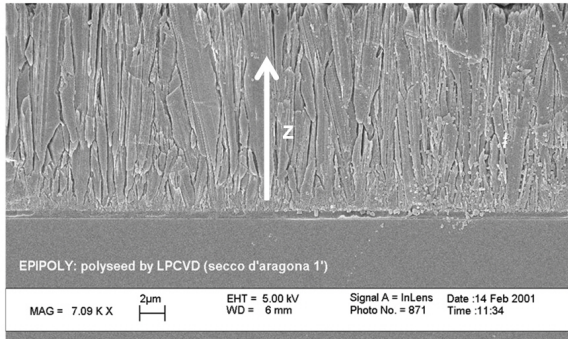 Z
EPIPOLY: polyseed by LPCVD (secco d'aragona 1')
MAG = 7.09 K X
2µm
EHT = 5.00 kV
WD = 6 mm
Signal A = InLens
Photo No. = 871
Date :14 Feb 2001
Time :11:34